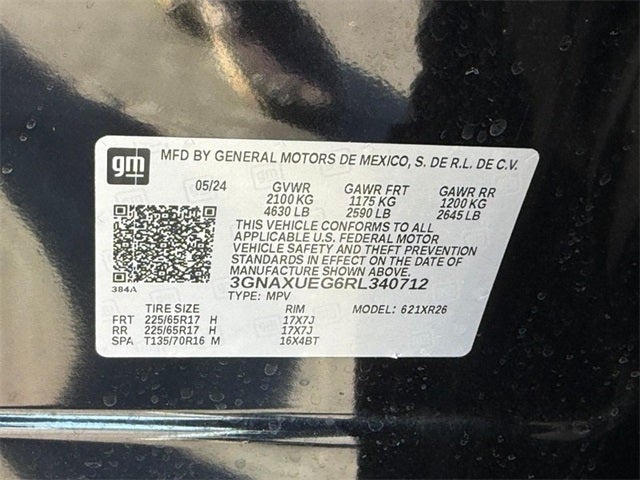 gm
MFD BY GENERAL MOTORS DE MEXICO, S. DE R.L. DE C.V.
05/24 GVWR GAWR FRT GAWR RR
2100 KG 1175 KG 1200 KG
4630 LB 2590 LB 2645 LB
THIS VEHICLE CONFORMS TO ALL
APPLICABLE U.S. FEDERAL MOTOR
VEHICLE SAFETY AND THEFT PREVENTION
STANDARDS IN EFFECT ON THE DATE OF
MANUFACTURE SHOWN ABOVE.
384A 3GNAXUEG6RL340712
TYPE: MPV
TIRE SIZE RIM MODEL: 621XR26
FRT 225/65R17 H 17X7J
RR 225/65R17 H 17X7J
SPA T135/70R16 M 16X4BT